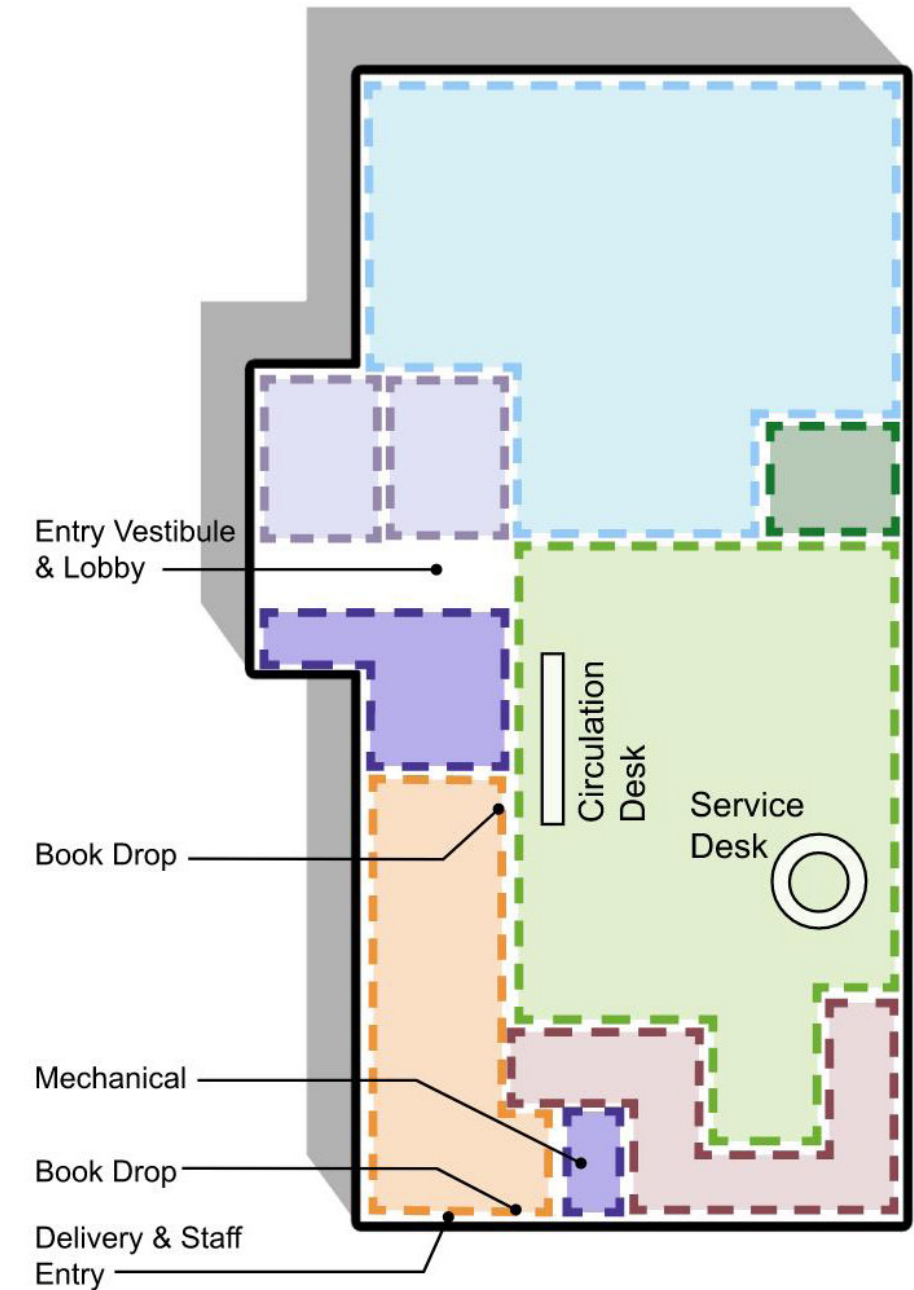 Entry Vestibule
& Lobby
Circulation
Desk
Service
Desk
Book Drop
Mechanical
Book Drop
Delivery & Staff
Entry